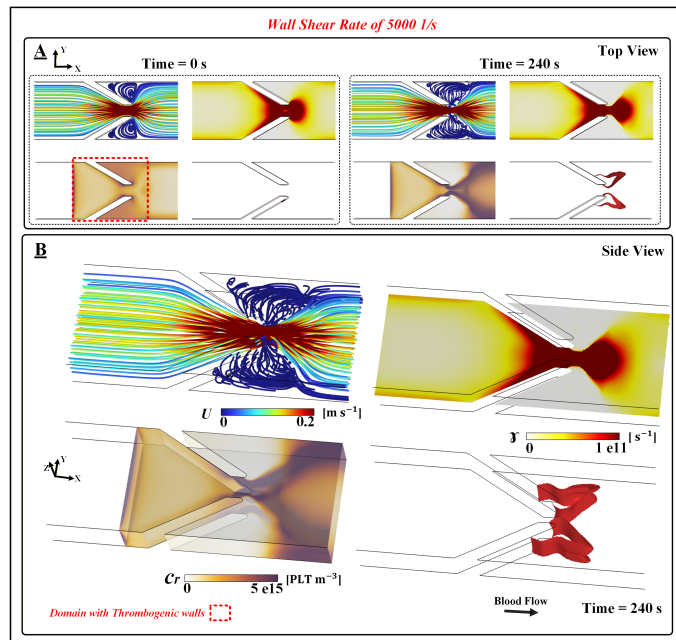 Wall Shear Rate of 5000 1/s
A
Y
X
Time = 0 s
Time = 240 s
Top View
B
Side View
U
0
0.2
[m s⁻¹]
ɣ
0
1 e11
[ s⁻¹]
Z
Y
X
Cr
0
5 e15
[PLT m⁻³]
Domain with Thrombogenic walls
Blood Flow
Time = 240 s